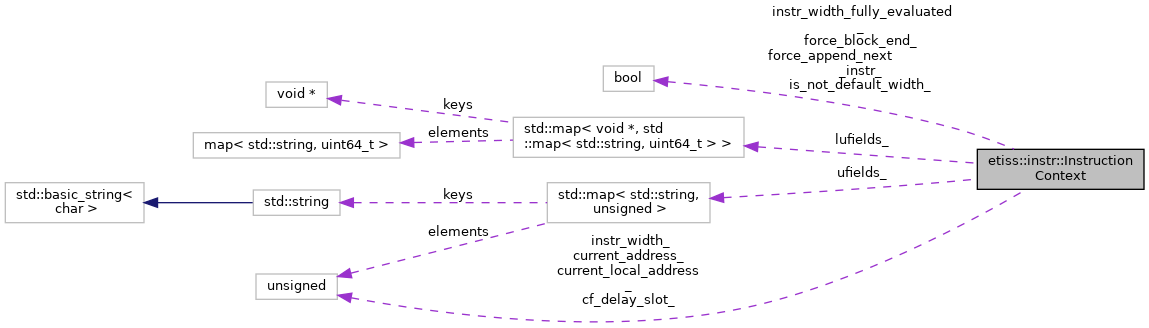 instr_width_fully_evaluated
_
force_block_end_
force_append_next
_instr_
is_not_default_width_
bool
void *
keys
elements
map< std::string, uint64_t >
std::map< void *, std
::map< std::string, uint64_t > >
lufields_
ufields_
etiss::instr::Instruction
Context
std::basic_string<
char >
std::string
keys
std::map< std::string,
unsigned >
elements
unsigned
instr_width_
current_address_
current_local_address
_
cf_delay_slot_